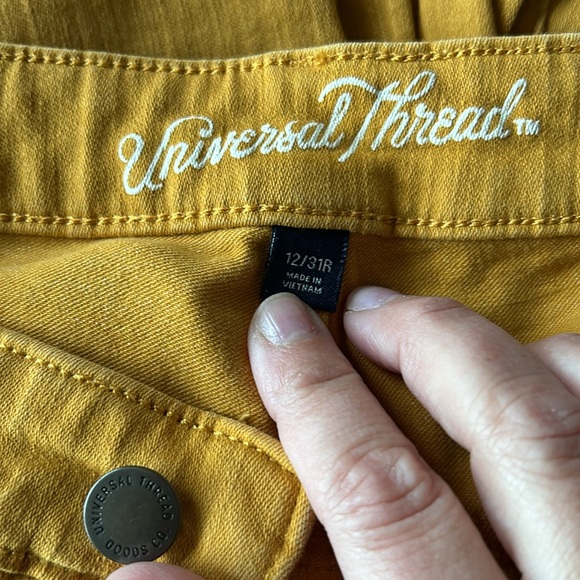 Universal Thread™
12/31R
MADE IN
VIETNAM
UNIVERSAL THREAD
GOODS CO.